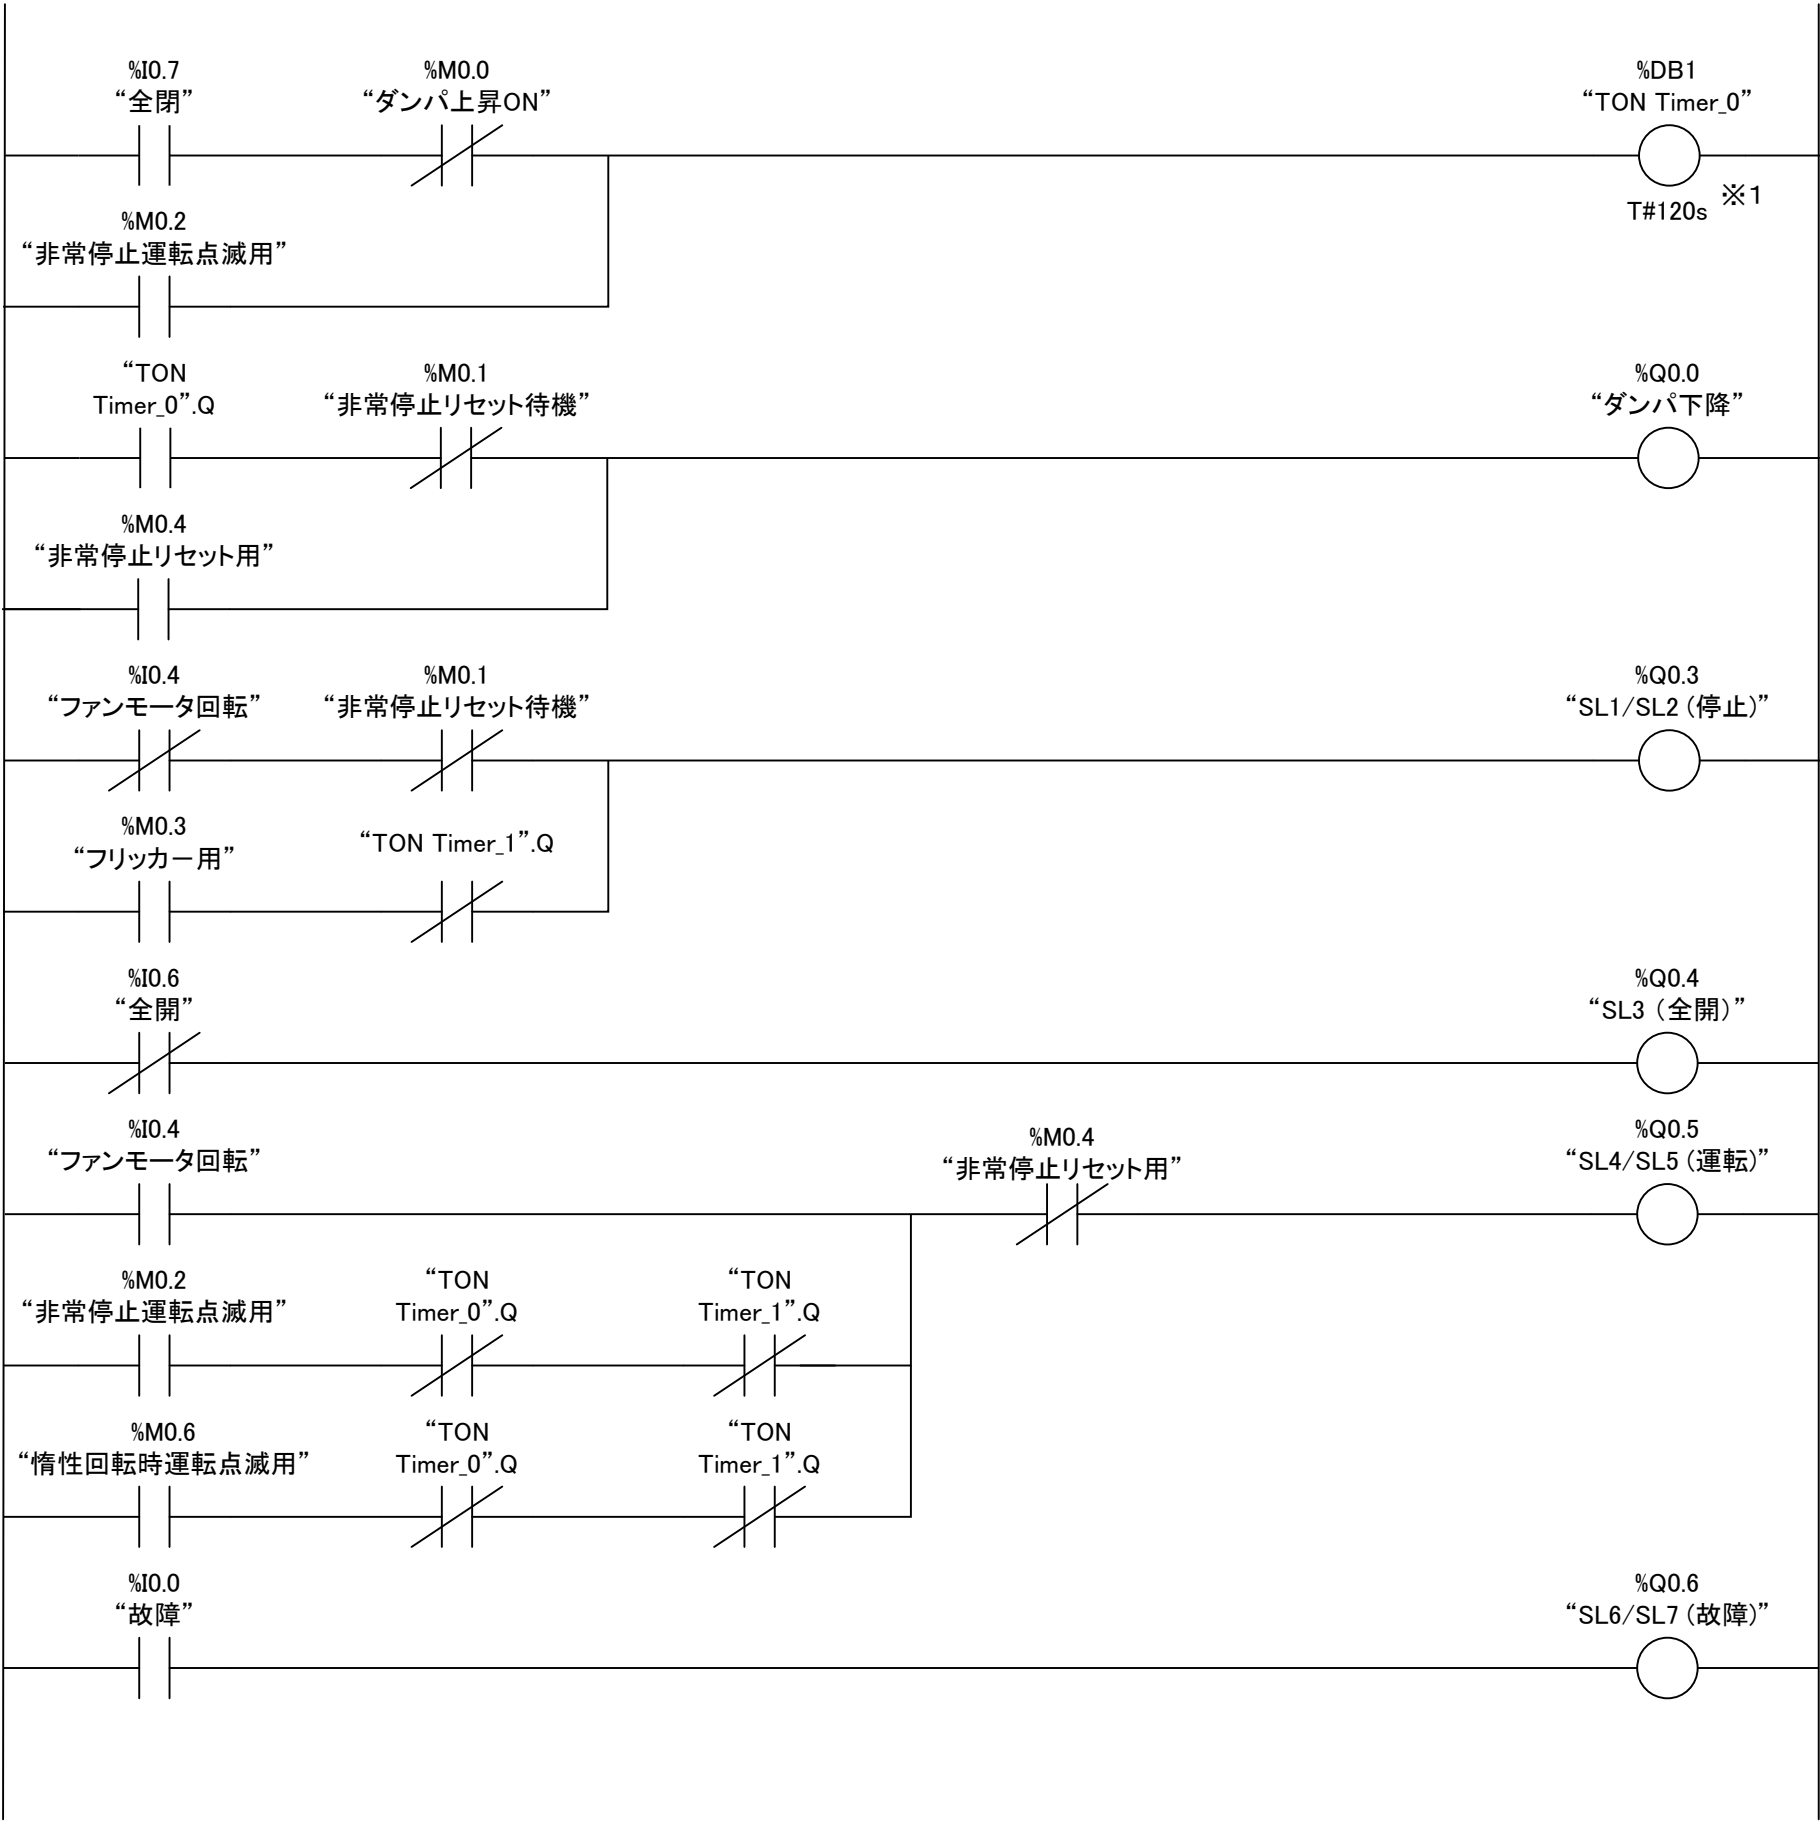 %I0.7
“全閉”
%M0.0
“ダンパ上昇ON”
%DB1
“TON Timer_0”
T#120s
※1
%M0.2
“非常停止運転点滅用”
“TON
Timer_0”.Q
%M0.1
“非常停止リセット待機”
%Q0.0
“ダンパ下降”
%M0.4
“非常停止リセット用”
%I0.4
“ファンモータ回転”
%M0.1
“非常停止リセット待機”
%Q0.3
“SL1/SL2(停止)”
%M0.3
“フリッカー用”
“TON Timer_1”.Q
%I0.6
“全開”
%Q0.4
“SL3（全開）”
%I0.4
“ファンモータ回転”
%M0.4
“非常停止リセット用”
%Q0.5
“SL4/SL5(運転)”
%M0.2
“非常停止運転点滅用”
“TON
Timer_0”.Q
“TON
Timer_1”.Q
%M0.6
“惰性回転時運転点滅用”
“TON
Timer_0”.Q
“TON
Timer_1”.Q
%I0.0
“故障”
%Q0.6
“SL6/SL7(故障)”